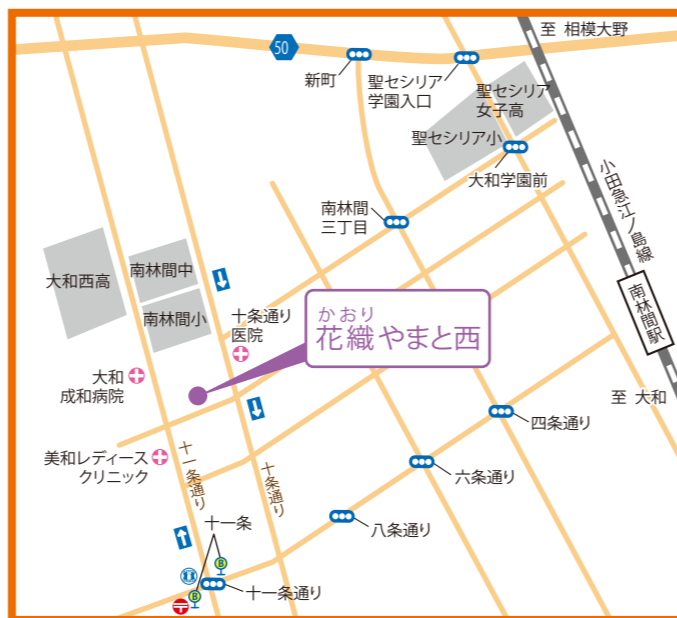 至 相模大野
50
新町
聖セシリア
学園入口
聖セシリア
女子高
聖セシリア小
大和学園前
小田急江ノ島線
南林間
三丁目
南林間駅
大和西高
南林間中
南林間小
十条通り
医院
かおり
花織やまと西
大和
成和病院
至 大和
四条通り
美和レディース
クリニック
六条通り
十一条通り
十条通り
八条通り
十一条
B
B
十一条通り